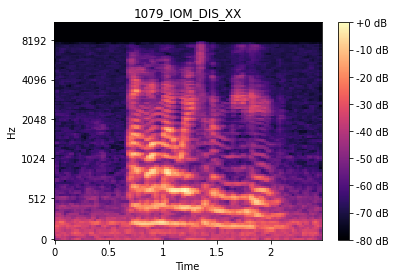 1079_IOM_DIS_XX
+0 dB
8192
-10 dB
4096
-20 dB
-30 dB
2048
Hz
-40 dB
1024
-50 dB
512
-60 dB
-70 dB
0
-80 dB
0 0.5 1 1.5 2
Time